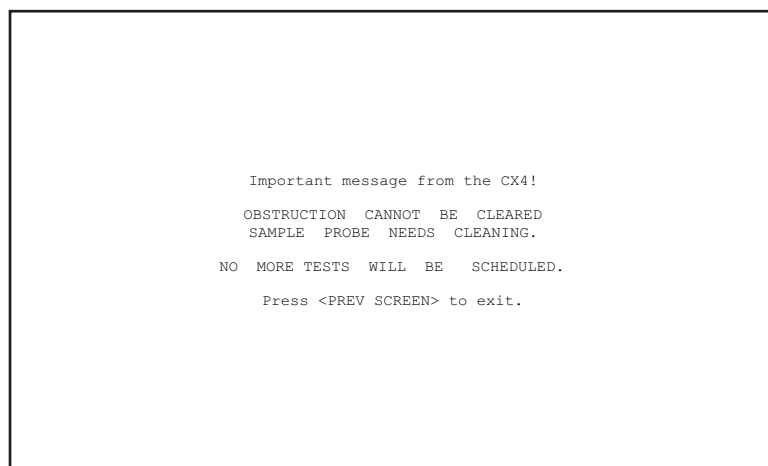 Important message from the CX4!
OBSTRUCTION CANNOT BE CLEARED
SAMPLE PROBE NEEDS CLEANING.
NO MORE TESTS WILL BE SCHEDULED.
Press <PREV SCREEN> to exit.